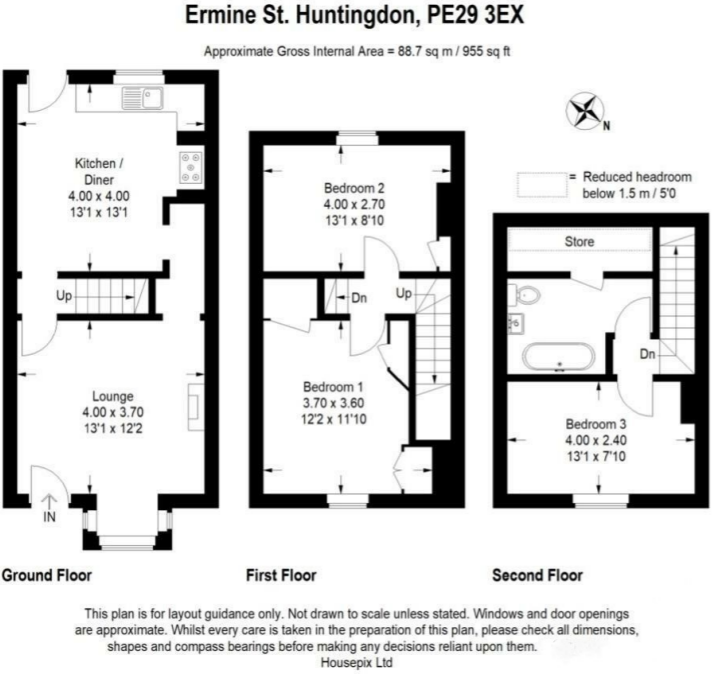 Ermine St. Huntingdon, PE29 3EX
Approximate Gross Internal Area = 88.7 sq m / 955 sq ft
N
= Reduced headroom
below 1.5 m / 5'0
Kitchen /
Diner
4.00 x 4.00
13'1 x 13'1
Up
Lounge
4.00 x 3.70
13'1 x 12'2
IN
Ground Floor
Bedroom 2
4.00 x 2.70
13'1 x 8'10
Dn
Up
Bedroom 1
3.70 x 3.60
12'2 x 11'10
First Floor
Store
Dn
Bedroom 3
4.00 x 2.40
13'1 x 7'10
Second Floor
This plan is for layout guidance only. Not drawn to scale unless stated. Windows and door openings
are approximate. Whilst every care is taken in the preparation of this plan, please check all dimensions,
shapes and compass bearings before making any decisions reliant upon them.
Housepix Ltd